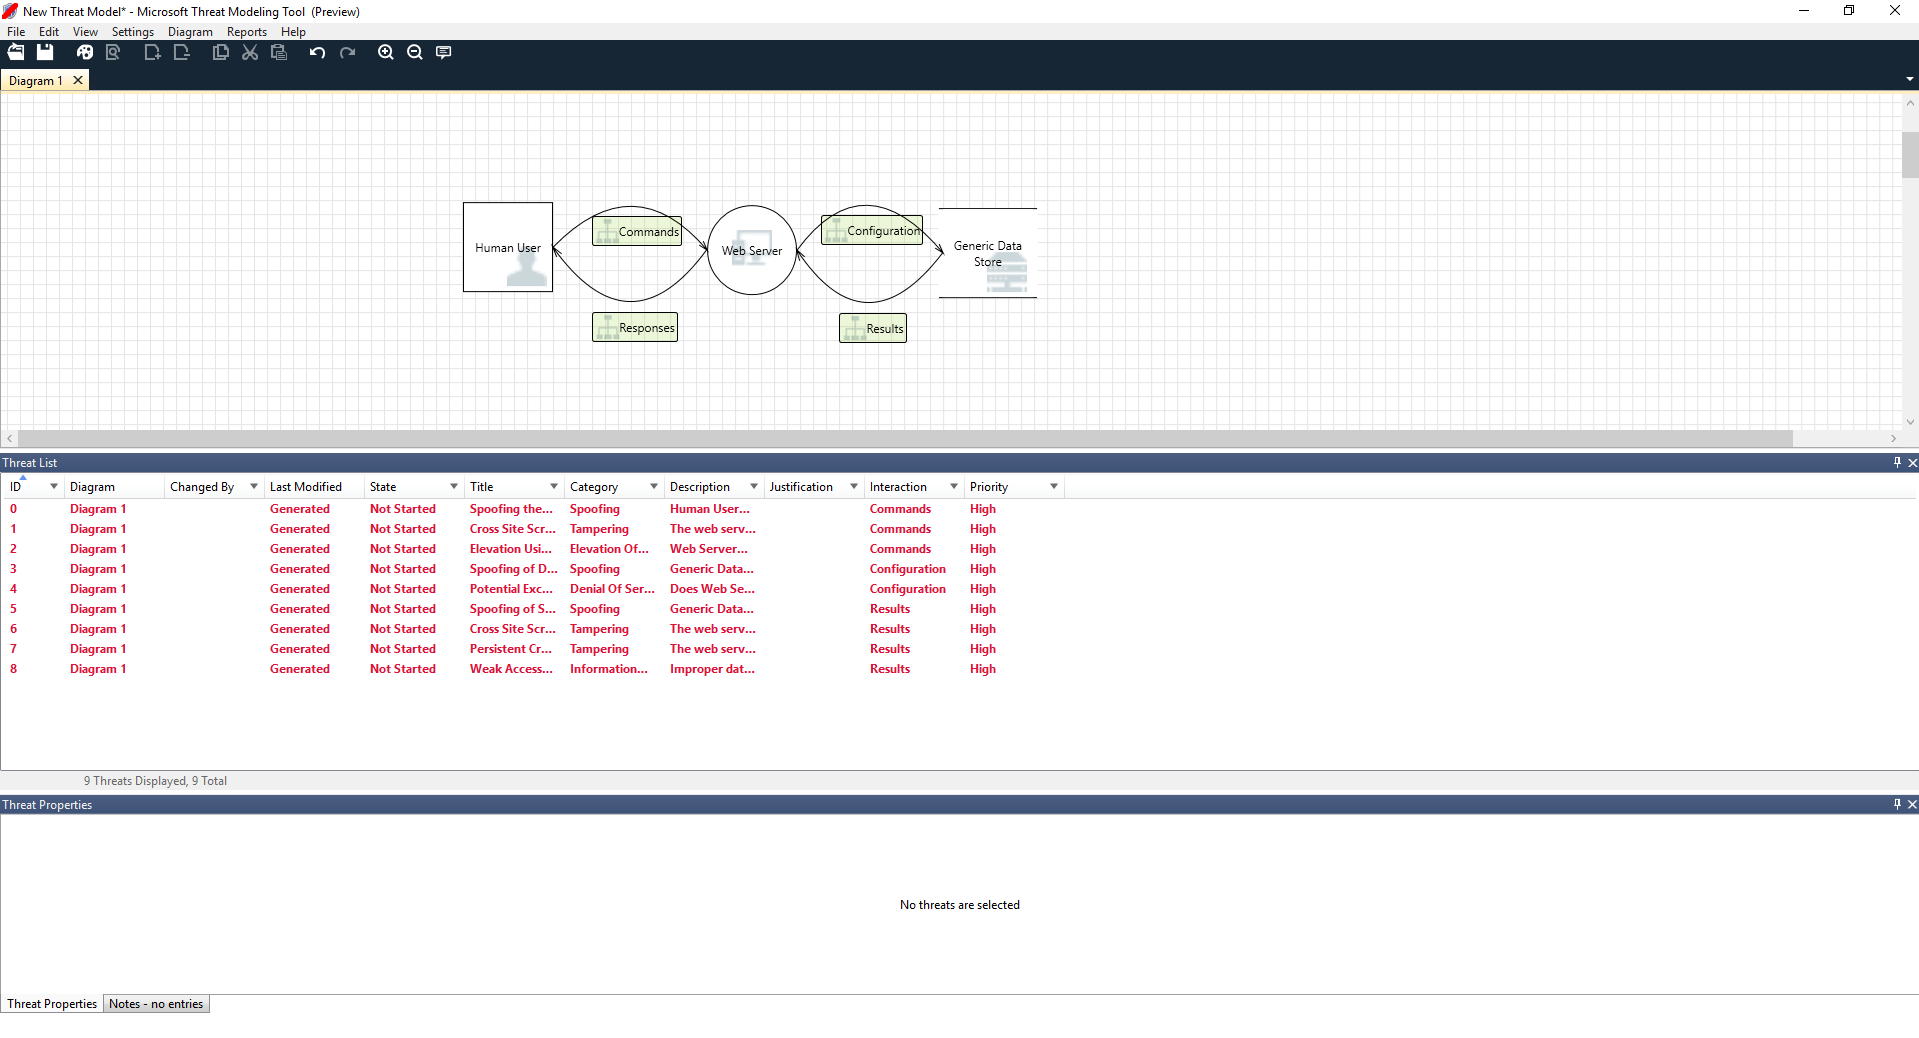 New Threat Model* - Microsoft Threat Modeling Tool  (Preview)
File Edit View Settings Diagram Reports Help
Diagram 1
Human User
Commands
Responses
Web Server
Configuration
Results
Generic Data
Store
Threat List
ID Diagram Changed By Last Modified State Title Category Description Justification Interaction Priority
0 Diagram 1 Generated Not Started Spoofing the... Spoofing Human User... Commands High
1 Diagram 1 Generated Not Started Cross Site Scr... Tampering The web serv... Commands High
2 Diagram 1 Generated Not Started Elevation Usi... Elevation Of... Web Server... Commands High
3 Diagram 1 Generated Not Started Spoofing of D... Spoofing Generic Data... Configuration High
4 Diagram 1 Generated Not Started Potential Exc... Denial Of Ser... Does Web Se... Configuration High
5 Diagram 1 Generated Not Started Spoofing of S... Spoofing Generic Data... Results High
6 Diagram 1 Generated Not Started Cross Site Scr... Tampering The web serv... Results High
7 Diagram 1 Generated Not Started Persistent Cr... Tampering The web serv... Results High
8 Diagram 1 Generated Not Started Weak Access... Information... Improper dat... Results High
9 Threats Displayed, 9 Total
Threat Properties
No threats are selected
Threat Properties Notes - no entries